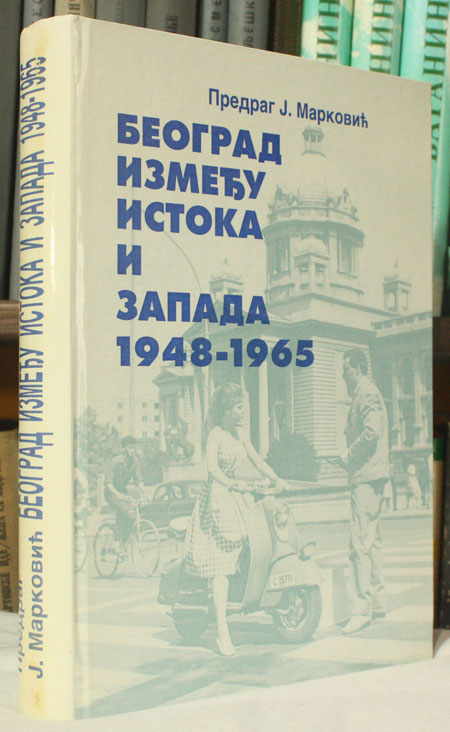 Предраг Ј. Марковић
БЕОГРАД
ИЗМЕЂУ
ИСТОКА
И
ЗАПАДА
1948-1965
Предраг
Ј. Марковић БЕОГРАД ИЗМЕЂУ ИСТОКА И ЗАПАДА 1948-1965